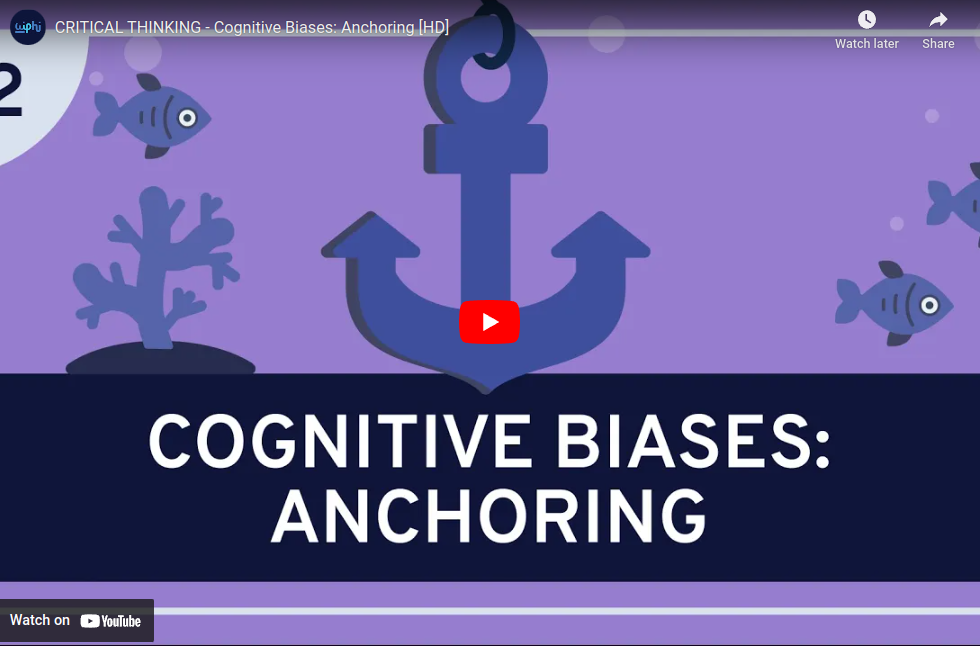 wiphi
CRITICAL THINKING - Cognitive Biases: Anchoring [HD]
Watch later
Share
2
COGNITIVE BIASES:
ANCHORING
Watch on YouTube